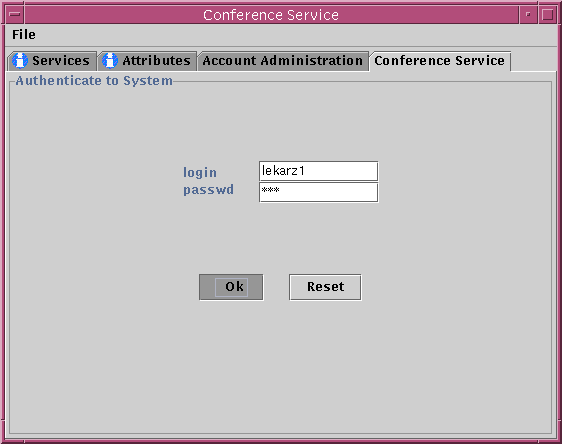 Conference Service
File
Services Attributes Account Administration Conference Service
Authenticate to System
login lekarz1
passwd ***
Ok Reset